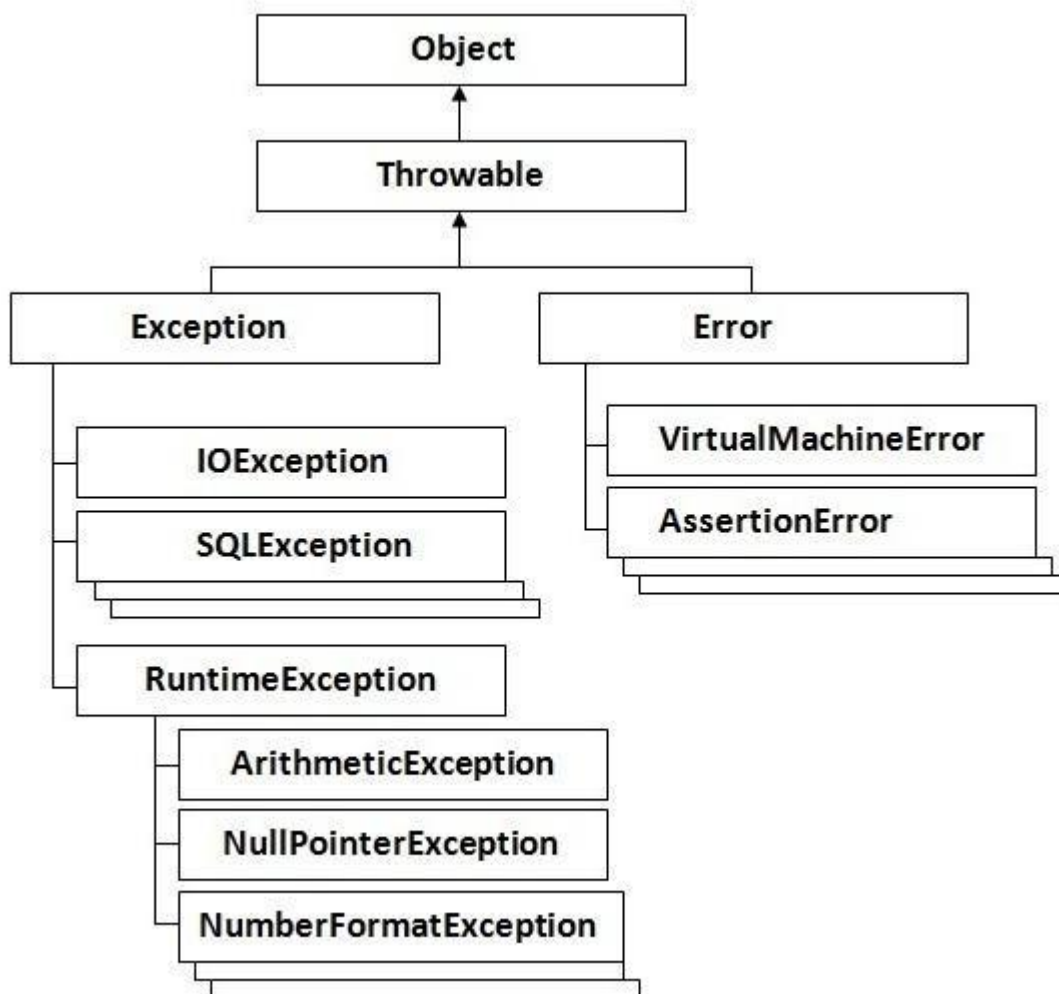 Object
Throwable
Exception
Error
IOException
SQLException
RuntimeException
ArithmeticException
NullPointerException
NumberFormatException
VirtualMachineError
AssertionError